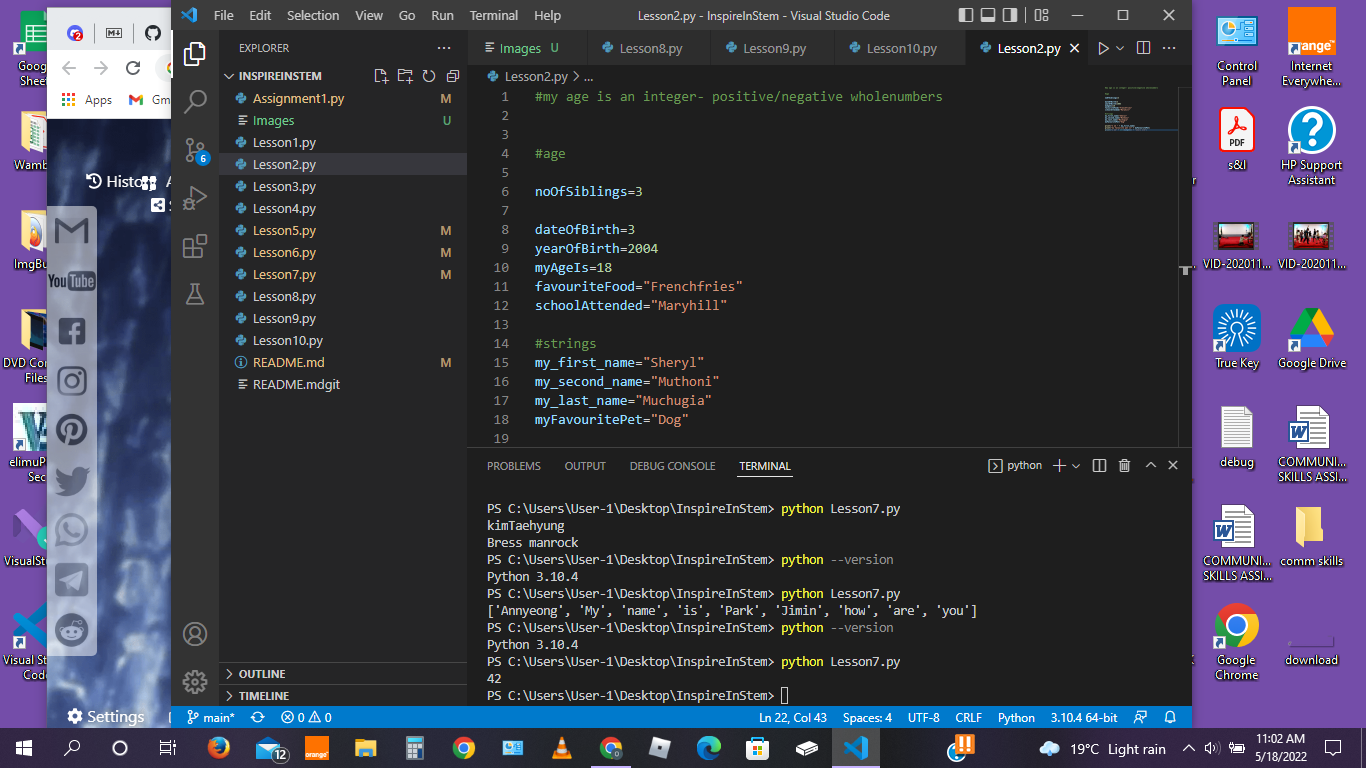 File Edit Selection View Go Run Terminal Help
Lesson2.py - InspireInStem - Visual Studio Code
EXPLORER
INSPIREINSTEM
Assignment1.py M
Images U
Lesson1.py
Lesson2.py
Lesson3.py
Lesson4.py
Lesson5.py M
Lesson6.py M
Lesson7.py M
Lesson8.py
Lesson9.py
Lesson10.py
README.md M
README.mdgit
OUTLINE
TIMELINE
6
Images U
Lesson8.py
Lesson9.py
Lesson10.py
Lesson2.py
Lesson2.py > ...
1 #my age is an integer- positive/negative wholenumbers
2
3
4 #age
5
6 noOfSiblings=3
7
8 dateOfBirth=3
9 yearOfBirth=2004
10 myAgeIs=18
11 favouriteFood="Frenchfries"
12 schoolAttended="Maryhill"
13
14 #strings
15 my_first_name="Sheryl"
16 my_second_name="Muthoni"
17 my_last_name="Muchugia"
18 myFavouritePet="Dog"
19
PROBLEMS OUTPUT DEBUG CONSOLE TERMINAL
python
PS C:\Users\User-1\Desktop\InspireInStem> python Lesson7.py
kimTaehyung
Bress manrock
PS C:\Users\User-1\Desktop\InspireInStem> python --version
Python 3.10.4
PS C:\Users\User-1\Desktop\InspireInStem> python Lesson7.py
['Annyeong', 'My', 'name', 'is', 'Park', 'Jimin', 'how', 'are', 'you']
PS C:\Users\User-1\Desktop\InspireInStem> python --version
Python 3.10.4
PS C:\Users\User-1\Desktop\InspireInStem> python Lesson7.py
42
PS C:\Users\User-1\Desktop\InspireInStem>
main* 0 0
Ln 22, Col 43 Spaces: 4 UTF-8 CRLF Python 3.10.4 64-bit
Goog
Sheet
Wamb
ImgBu
DVD Con
Files
elimuP
Sec
VisualStu
Visual St
Code
2
Apps
Gm
Histo
YouTube
Settings
Control
Panel
orange
Internet
Everywhe...
PDF
s&l
HP Support
Assistant
VID-202011...
VID-202011...
True Key
Google Drive
debug
COMMUNI...
SKILLS ASSI...
COMMUNI...
SKILLS ASSI...
comm skills
Google
Chrome
download
12
orange
19°C Light rain
11:02 AM
5/18/2022